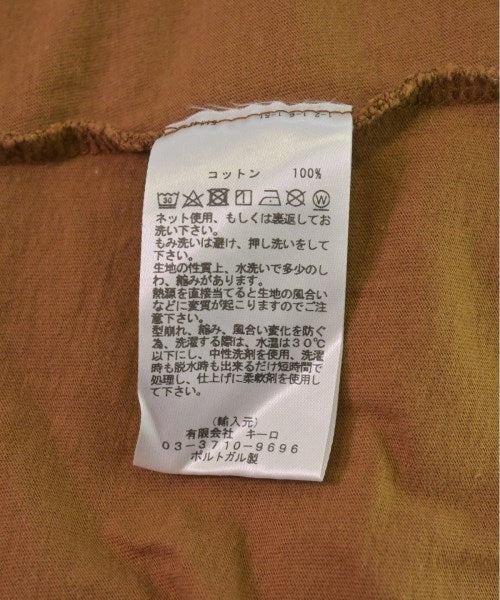 コットン 100%
ネット使用、もしくは裏返してお
洗い下さい。
もみ洗いは避け、押し洗いをして
下さい。
生地の性質上、水洗いで多少のし
わ、縮みがあります。
熱源を直接当てると生地の風合い
などに変質が起こりますのでご注
意下さい。
型崩れ、縮み、風合い変化を防ぐ
為、洗濯する際は、水温は30℃
以下にし、中性洗剤を使用、洗濯
時も脱水時も出来るだけ短時間で
処理し、仕上げに柔軟剤を使用し
て下さい。
(輸入元)
有限会社 キーロ
03-3710-9696
ポルトガル製